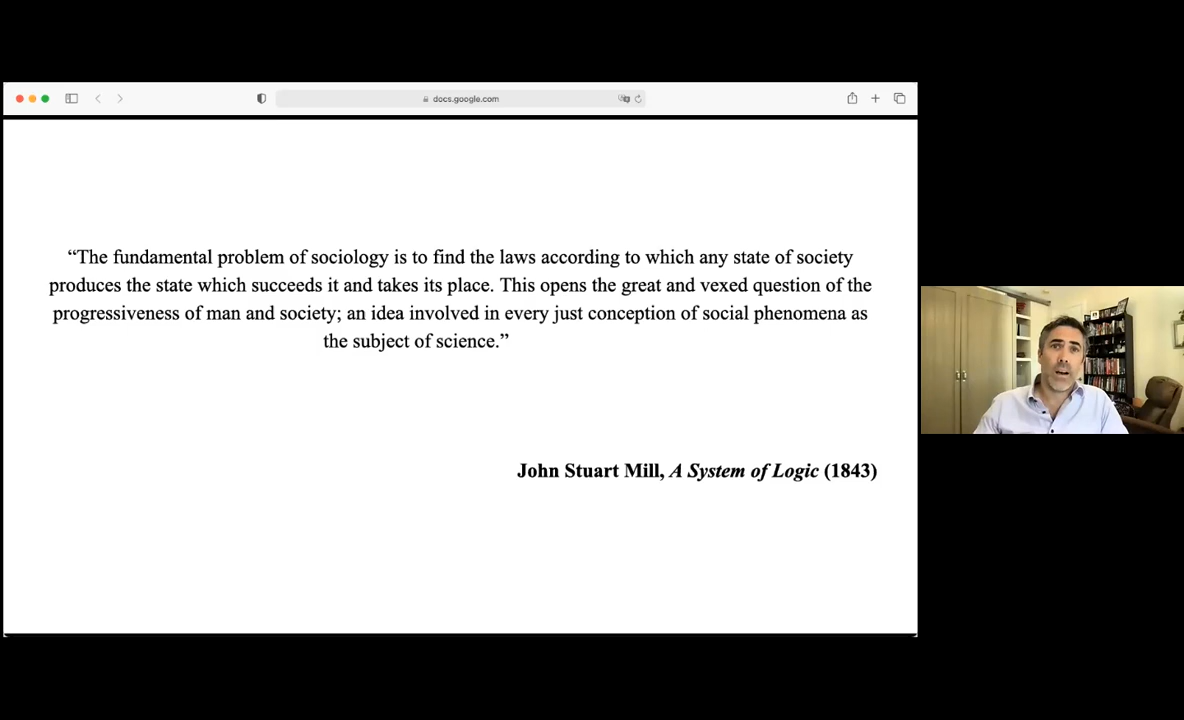 docs.google.com
“The fundamental problem of sociology is to find the laws according to which any state of society
produces the state which succeeds it and takes its place. This opens the great and vexed question of the
progressiveness of man and society; an idea involved in every just conception of social phenomena as
the subject of science.”
John Stuart Mill, A System of Logic (1843)